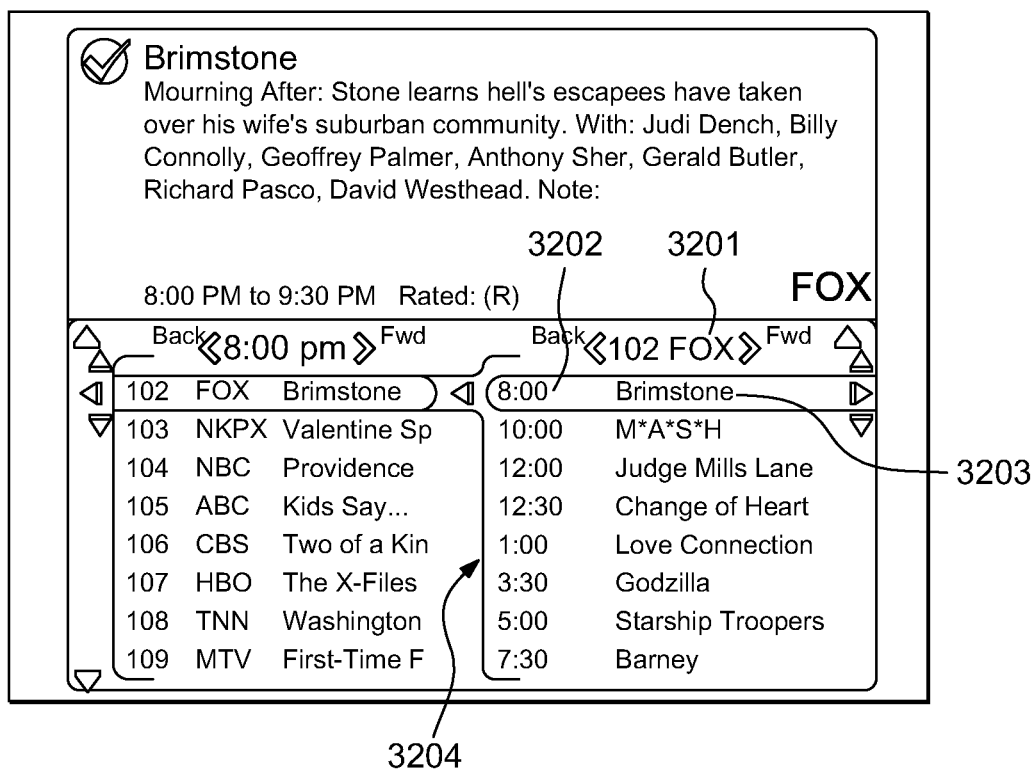 Brimstone
Mourning After: Stone learns hell's escapees have taken
over his wife's suburban community. With: Judi Dench, Billy
Connolly, Geoffrey Palmer, Anthony Sher, Gerald Butler,
Richard Pasco, David Westhead. Note:
3202 3201
8:00 PM to 9:30 PM Rated: (R) FOX
Back 8:00 pm Fwd Back 102 FOX Fwd
102 FOX Brimstone 8:00 Brimstone
103 NKPX Valentine Sp 10:00 M*A*S*H
104 NBC Providence 12:00 Judge Mills Lane
3203
105 ABC Kids Say... 12:30 Change of Heart
106 CBS Two of a Kin 1:00 Love Connection
107 HBO The X-Files 3:30 Godzilla
108 TNN Washington 5:00 Starship Troopers
109 MTV First-Time F 7:30 Barney
3204